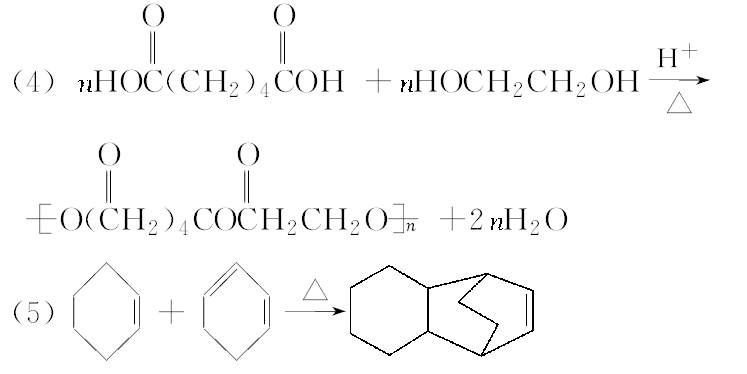 O O
(4) nHOC(CH₂)₄COH + nHOCH₂CH₂OH H⁺ △
O O
[O(CH₂)₄COCH₂CH₂O]ₙ + 2nH₂O
(5) + △